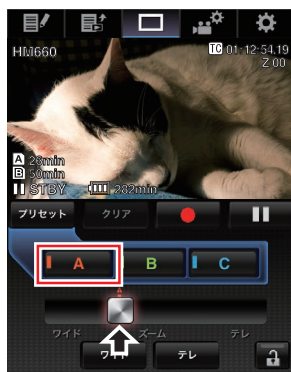 HM660
TC 01:12:54.19
Z 00
A 28min
B 50min
STBY
282min
プリセット
クリア
A
B
C
A
ワイド
ズーム
テレ
ワイド
テレ